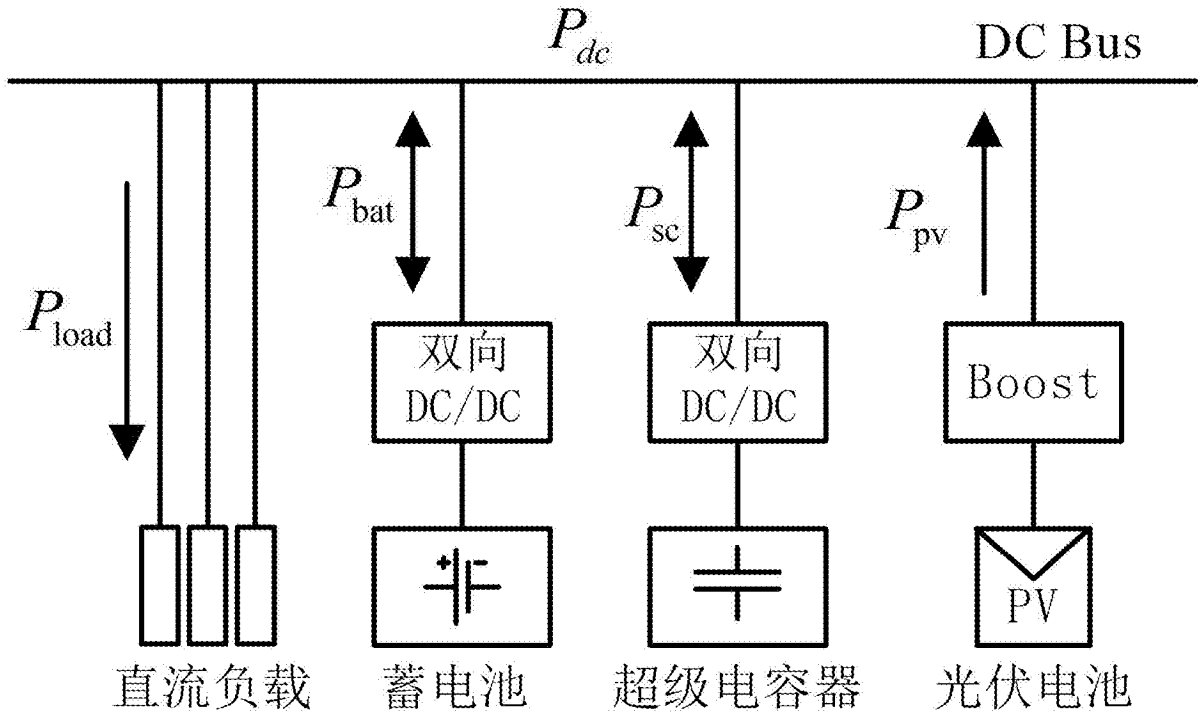 P_dc
DC Bus
P_load
P_bat
P_sc
P_pv
双向
DC/DC
双向
DC/DC
Boost
+ -
PV
直流负载
蓄电池
超级电容器
光伏电池